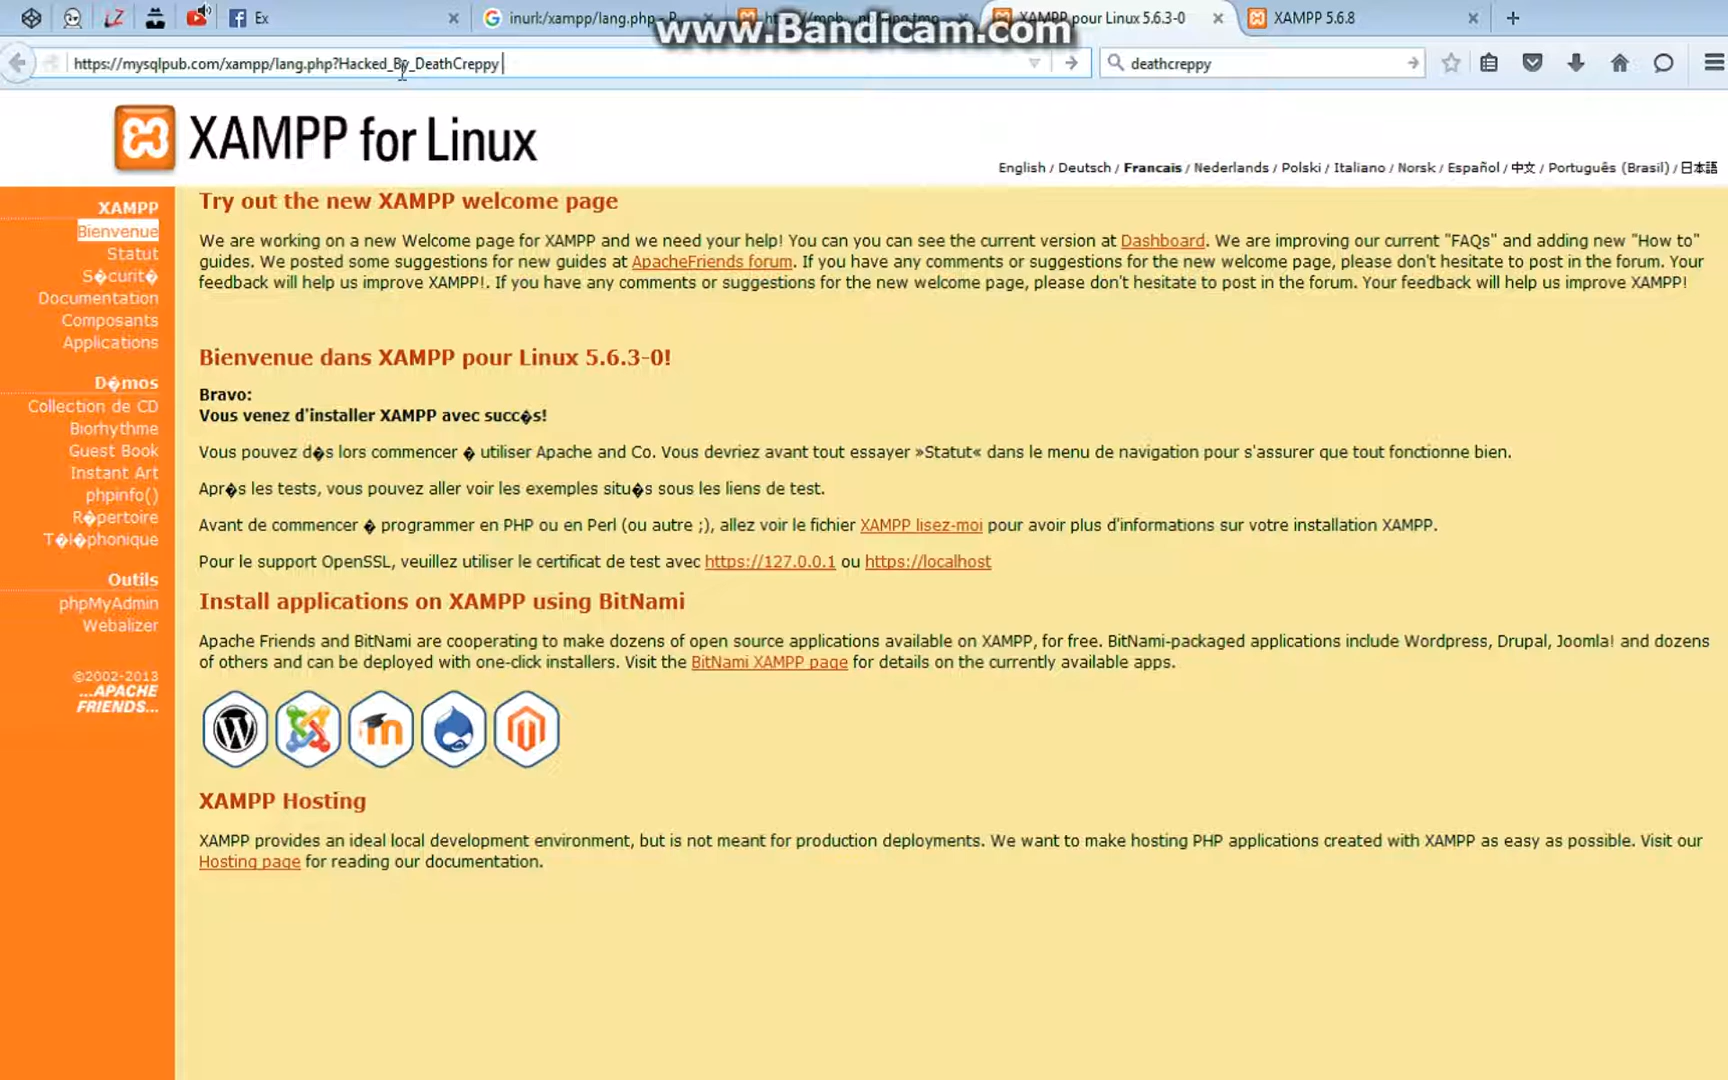 Ex
inurl:/xampp/lang.php - P
XAMPP pour Linux 5.6.3-0
XAMPP 5.6.8
www.Bandicam.com
https://mysqlpub.com/xampp/lang.php?Hacked_By_DeathCreppy
deathcreppy
XAMPP for Linux
English / Deutsch / Francais / Nederlands / Polski / Italiano / Norsk / Español / 中文 / Português (Brasil) / 日本語
XAMPP
Bienvenue
Statut
S�curit�
Documentation
Composants
Applications
D�mos
Collection de CD
Biorhythme
Guest Book
Instant Art
phpinfo()
R�pertoire
T�l�phonique
Outils
phpMyAdmin
Webalizer
©2002-2013
...APACHE
FRIENDS...
Try out the new XAMPP welcome page
We are working on a new Welcome page for XAMPP and we need your help! You can you can see the current version at Dashboard. We are improving our current "FAQs" and adding new "How to"
guides. We posted some suggestions for new guides at ApacheFriends forum. If you have any comments or suggestions for the new welcome page, please don't hesitate to post in the forum. Your
feedback will help us improve XAMPP!. If you have any comments or suggestions for the new welcome page, please don't hesitate to post in the forum. Your feedback will help us improve XAMPP!
Bienvenue dans XAMPP pour Linux 5.6.3-0!
Bravo:
Vous venez d'installer XAMPP avec succ�s!
Vous pouvez d�s lors commencer � utiliser Apache and Co. Vous devriez avant tout essayer »Statut« dans le menu de navigation pour s'assurer que tout fonctionne bien.
Apr�s les tests, vous pouvez aller voir les exemples situ�s sous les liens de test.
Avant de commencer � programmer en PHP ou en Perl (ou autre ;), allez voir le fichier XAMPP lisez-moi pour avoir plus d'informations sur votre installation XAMPP.
Pour le support OpenSSL, veuillez utiliser le certificat de test avec https://127.0.0.1 ou https://localhost
Install applications on XAMPP using BitNami
Apache Friends and BitNami are cooperating to make dozens of open source applications available on XAMPP, for free. BitNami-packaged applications include Wordpress, Drupal, Joomla! and dozens
of others and can be deployed with one-click installers. Visit the BitNami XAMPP page for details on the currently available apps.
XAMPP Hosting
XAMPP provides an ideal local development environment, but is not meant for production deployments. We want to make hosting PHP applications created with XAMPP as easy as possible. Visit our
Hosting page for reading our documentation.